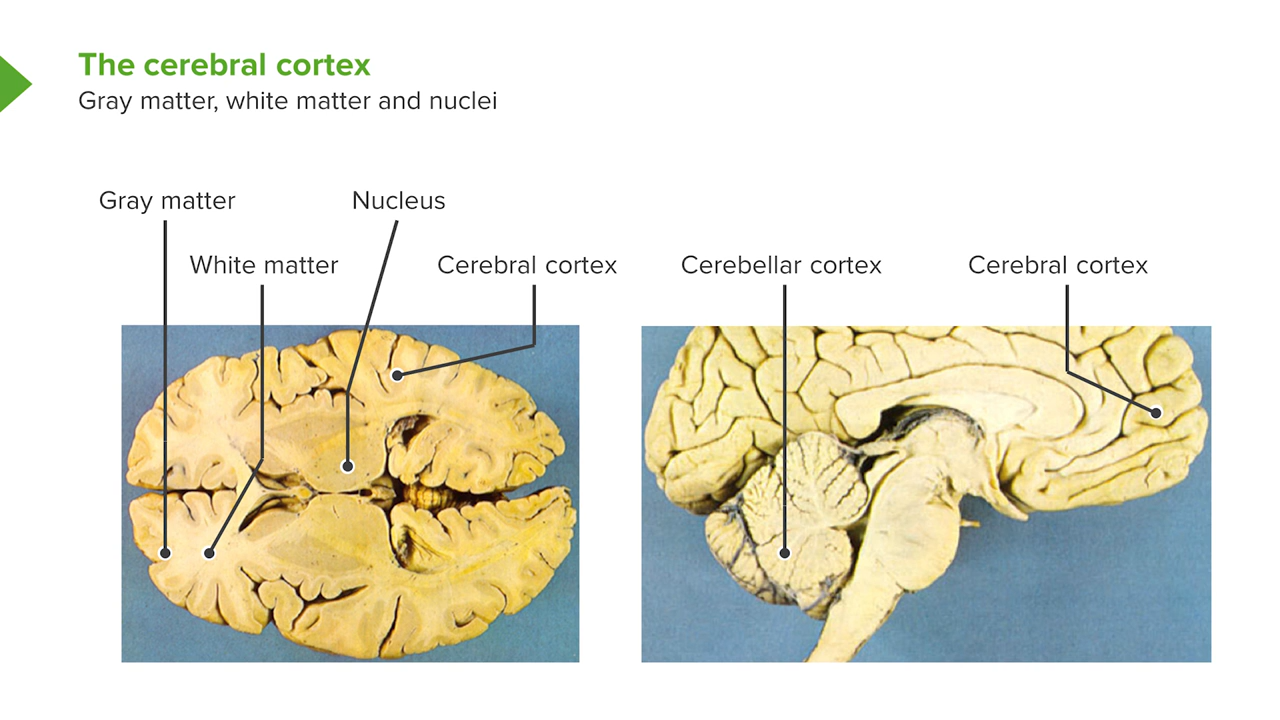 The cerebral cortex
Gray matter, white matter and nuclei
Gray matter
Nucleus
White matter
Cerebral cortex
Cerebellar cortex
Cerebral cortex